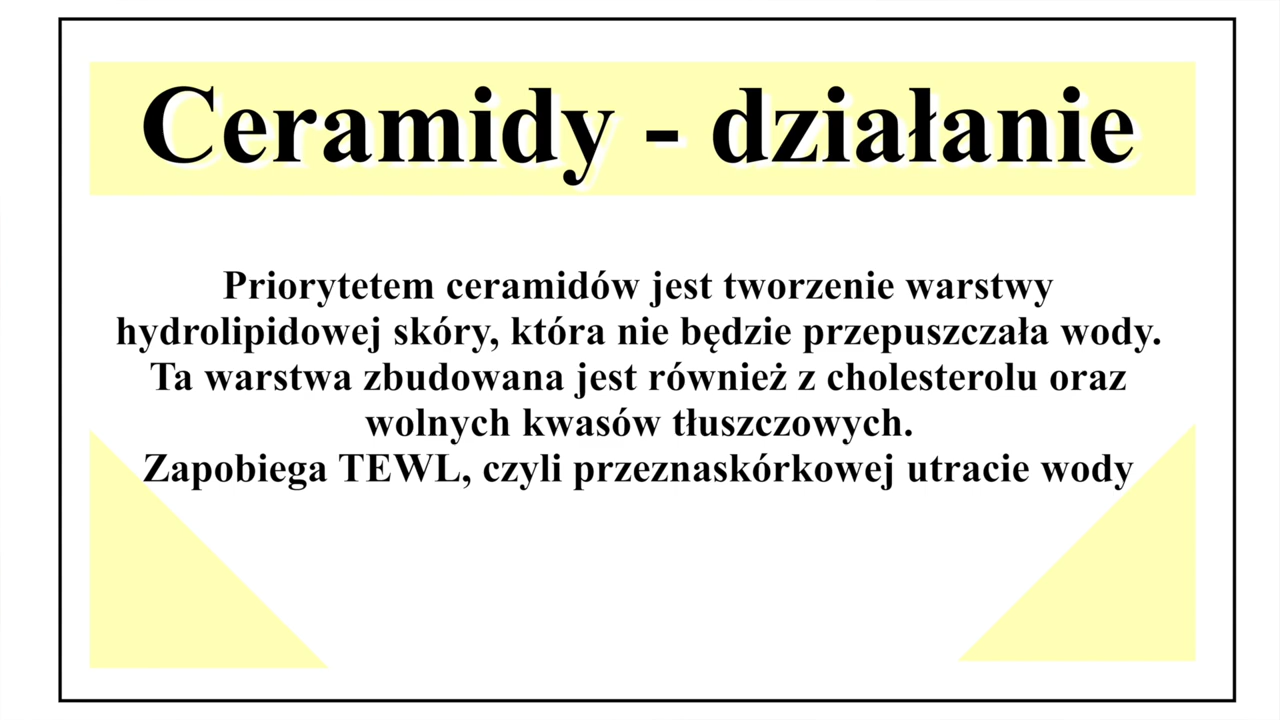 Ceramidy - działanie
Priorytetem ceramidów jest tworzenie warstwy
hydrolipidowej skóry, która nie będzie przepuszczała wody.
Ta warstwa zbudowana jest również z cholesterolu oraz
wolnych kwasów tłuszczowych.
Zapobiega TEWL, czyli przeznaskórkowej utracie wody